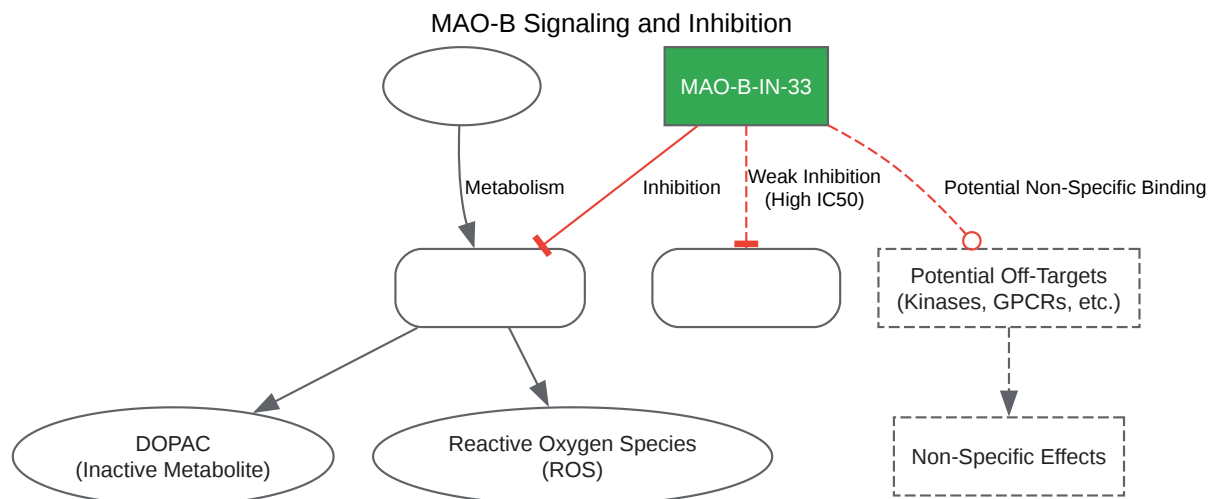 MAO-B Signaling and Inhibition
MAO-B-IN-33
Metabolism
Inhibition
Weak Inhibition
(High IC50)
Potential Non-Specific Binding
Potential Off-Targets
(Kinases, GPCRs, etc.)
DOPAC
(Inactive Metabolite)
Reactive Oxygen Species
(ROS)
Non-Specific Effects